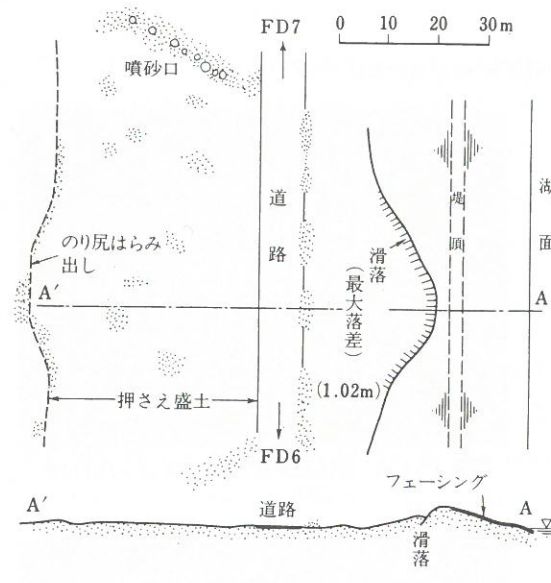 FD7
0 10 20 30m
噴砂口
道路
堤頂
湖面
のり尻はらみ
出し
滑落
(最大落差)
(1.02m)
A′
A
押さえ盛土
FD6
フェーシング
A′
道路
A
滑落